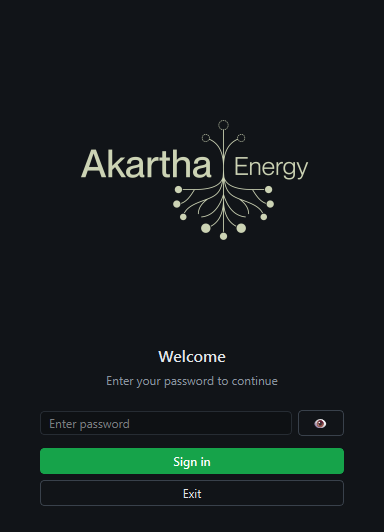 Akartha Energy
Welcome
Enter your password to continue
Enter password
Sign in
Exit